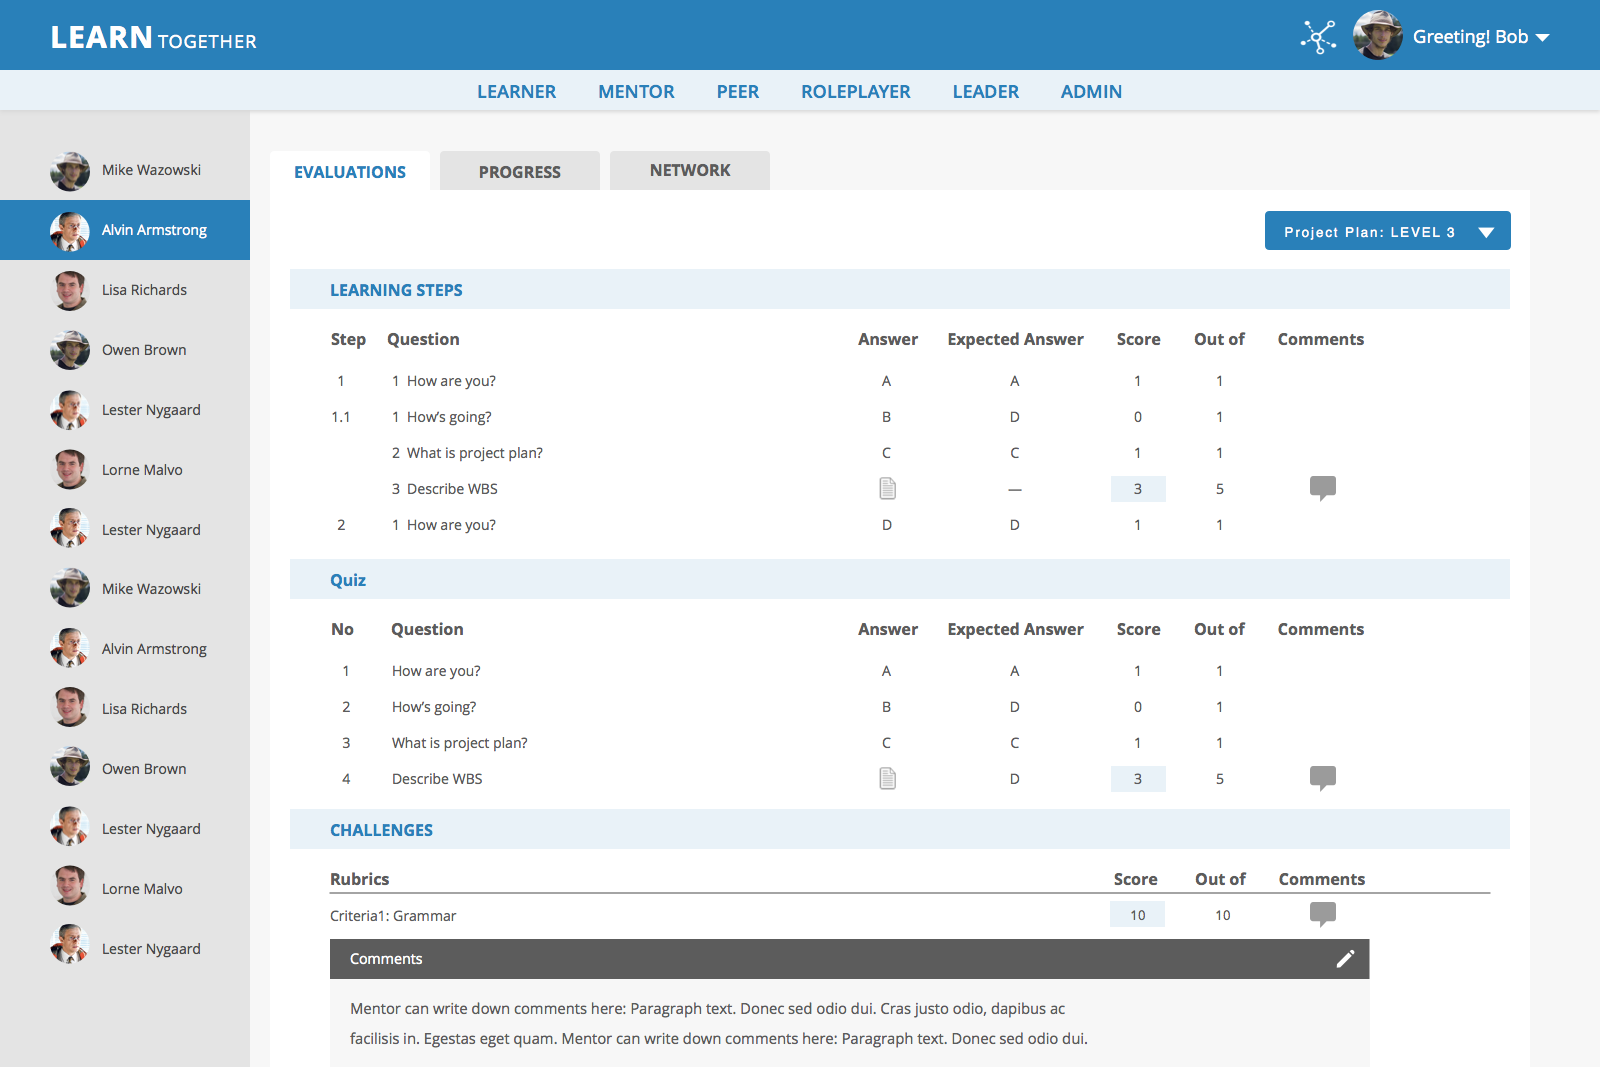 LEARN TOGETHER
Greeting! Bob
LEARNER MENTOR PEER ROLEPLAYER LEADER ADMIN
Mike Wazowski
Alvin Armstrong
Lisa Richards
Owen Brown
Lester Nygaard
Lorne Malvo
Lester Nygaard
Mike Wazowski
Alvin Armstrong
Lisa Richards
Owen Brown
Lester Nygaard
Lorne Malvo
Lester Nygaard
EVALUATIONS PROGRESS NETWORK
Project Plan: LEVEL 3
LEARNING STEPS
Step Question Answer Expected Answer Score Out of Comments
1 1 How are you? A A 1 1
1.1 1 How’s going? B D 0 1
2 What is project plan? C C 1 1
3 Describe WBS — 3 5
2 1 How are you? D D 1 1
Quiz
No Question Answer Expected Answer Score Out of Comments
1 How are you? A A 1 1
2 How’s going? B D 0 1
3 What is project plan? C C 1 1
4 Describe WBS D 3 5
CHALLENGES
Rubrics Score Out of Comments
Criteria1: Grammar 10 10
Comments
Mentor can write down comments here: Paragraph text. Donec sed odio dui. Cras justo odio, dapibus ac
facilisis in. Egestas eget quam. Mentor can write down comments here: Paragraph text. Donec sed odio dui.